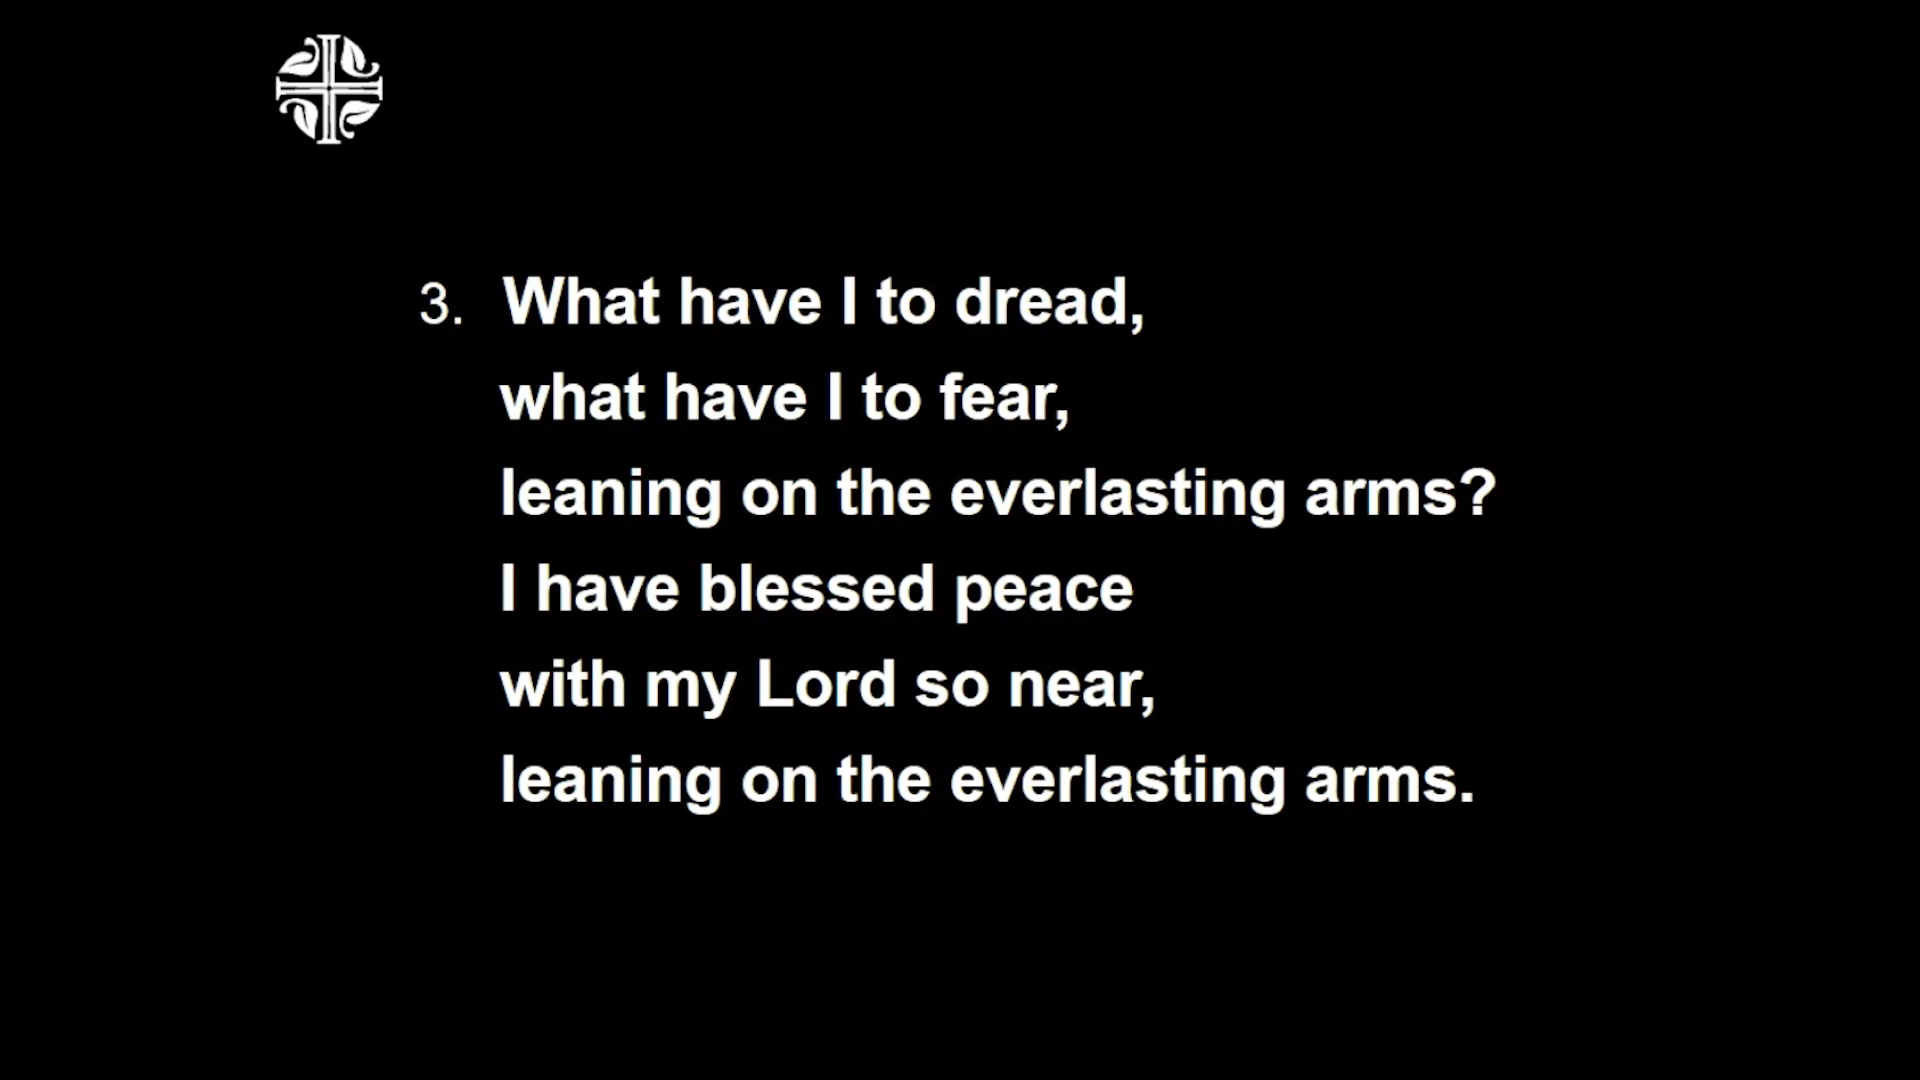 3. What have I to dread,
what have I to fear,
leaning on the everlasting arms?
I have blessed peace
with my Lord so near,
leaning on the everlasting arms.